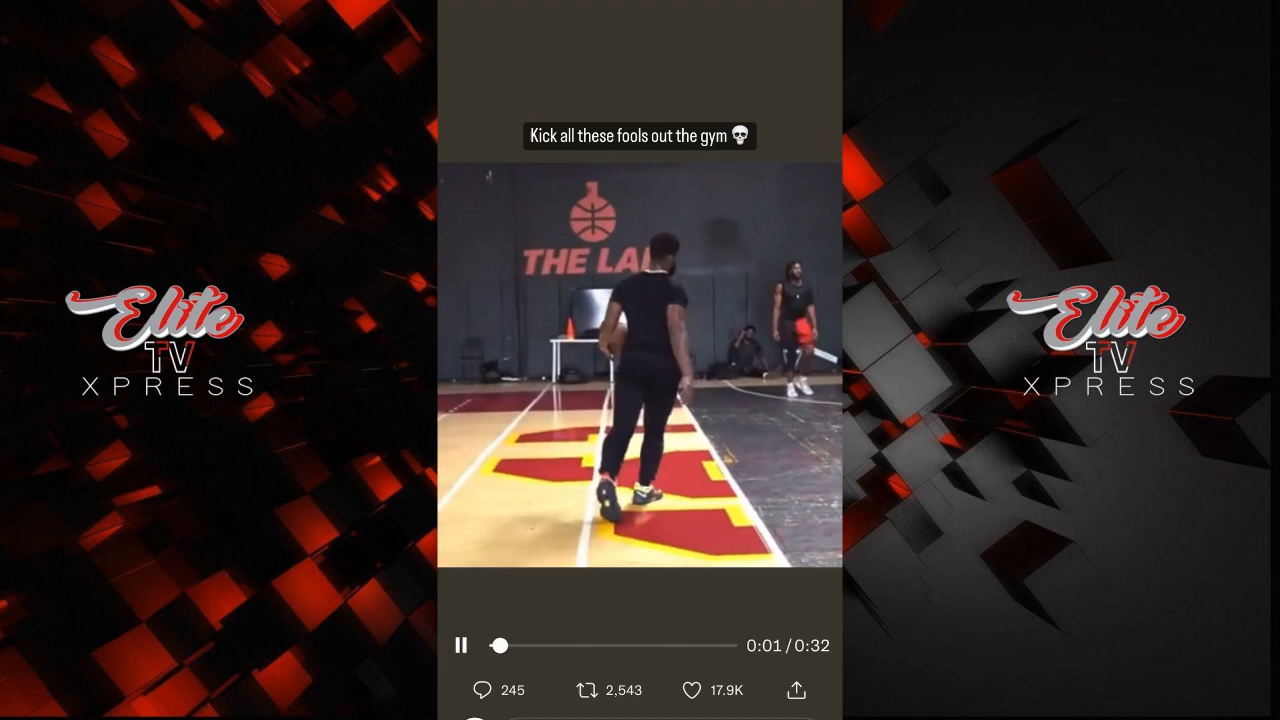 Kick all these fools out the gym 💀
THE LA
Elite
TV
XPRESS
Elite
TV
XPRESS
0:01 / 0:32
245
2,543
17.9K